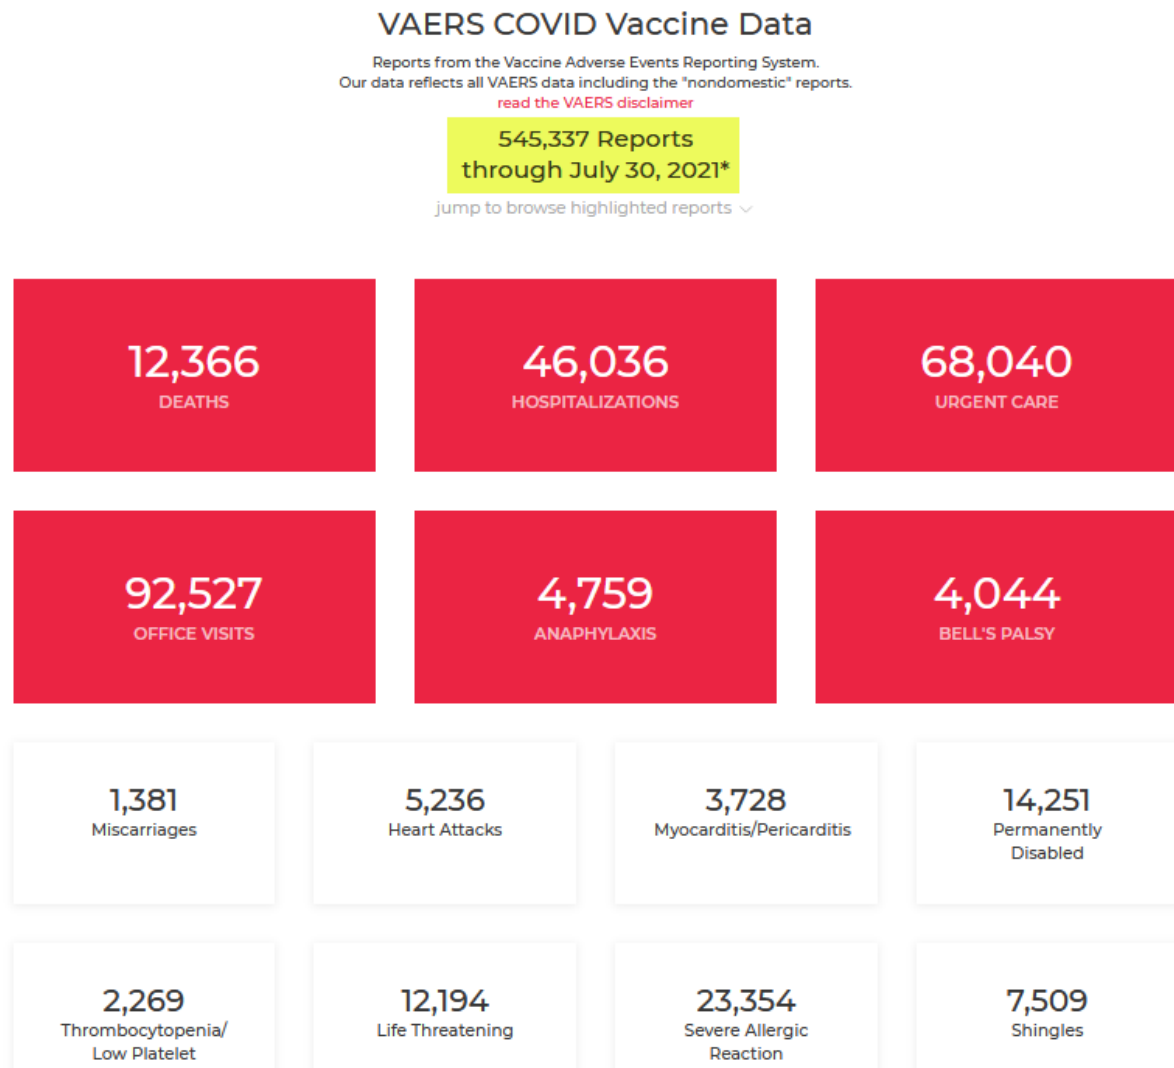 VAERS COVID Vaccine Data
Reports from the Vaccine Adverse Events Reporting System.
Our data reflects all VAERS data including the "nondomestic" reports.
read the VAERS disclaimer
545,337 Reports
through July 30, 2021*
jump to browse highlighted reports
12,366
DEATHS
46,036
HOSPITALIZATIONS
68,040
URGENT CARE
92,527
OFFICE VISITS
4,759
ANAPHYLAXIS
4,044
BELL'S PALSY
1,381
Miscarriages
5,236
Heart Attacks
3,728
Myocarditis/Pericarditis
14,251
Permanently
Disabled
2,269
Thrombocytopenia/
Low Platelet
12,194
Life Threatening
23,354
Severe Allergic
Reaction
7,509
Shingles